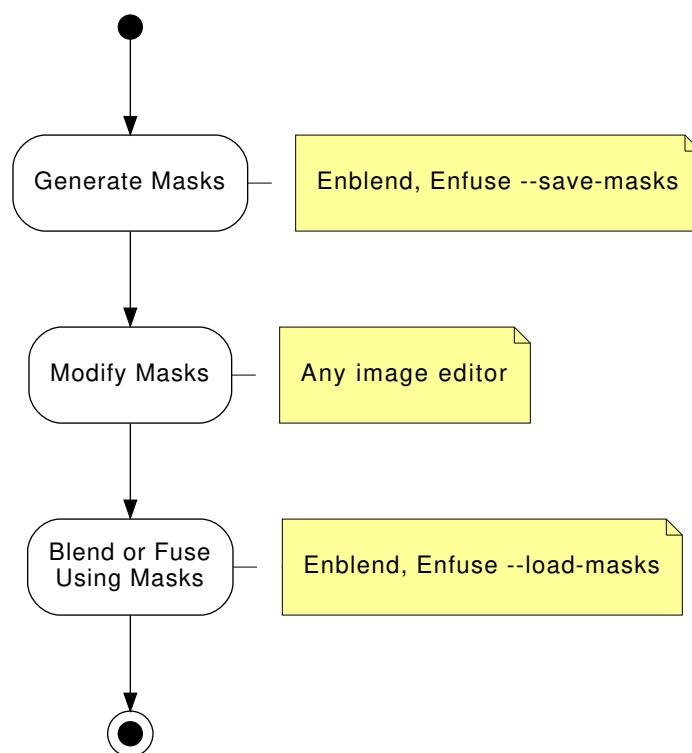 Generate Masks
Enblend, Enfuse --save-masks
Modify Masks
Any image editor
Blend or Fuse
Using Masks
Enblend, Enfuse --load-masks